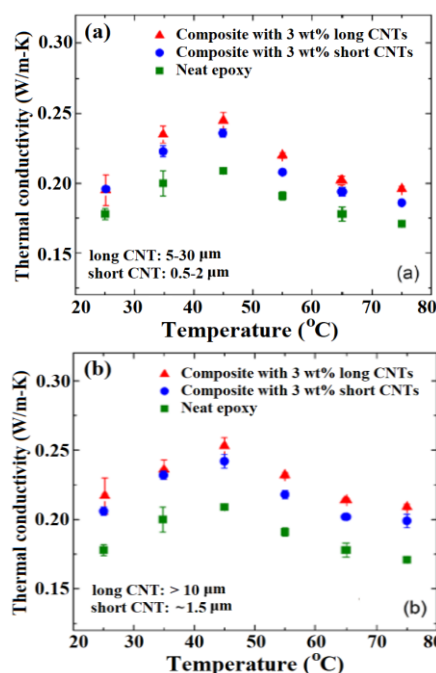 (a)
Composite with 3 wt% long CNTs
Composite with 3 wt% short CNTs
Neat epoxy
Thermal conductivity (W/m-K)
0.30
0.25
0.20
0.15
long CNT: 5-30 μm
short CNT: 0.5-2 μm
(a)
20 30 40 50 60 70 80
Temperature (°C)
(b)
Composite with 3 wt% long CNTs
Composite with 3 wt% short CNTs
Neat epoxy
Thermal conductivity (W/m-K)
0.30
0.25
0.20
0.15
long CNT: > 10 μm
short CNT: ~1.5 μm
(b)
20 30 40 50 60 70 80
Temperature (°C)